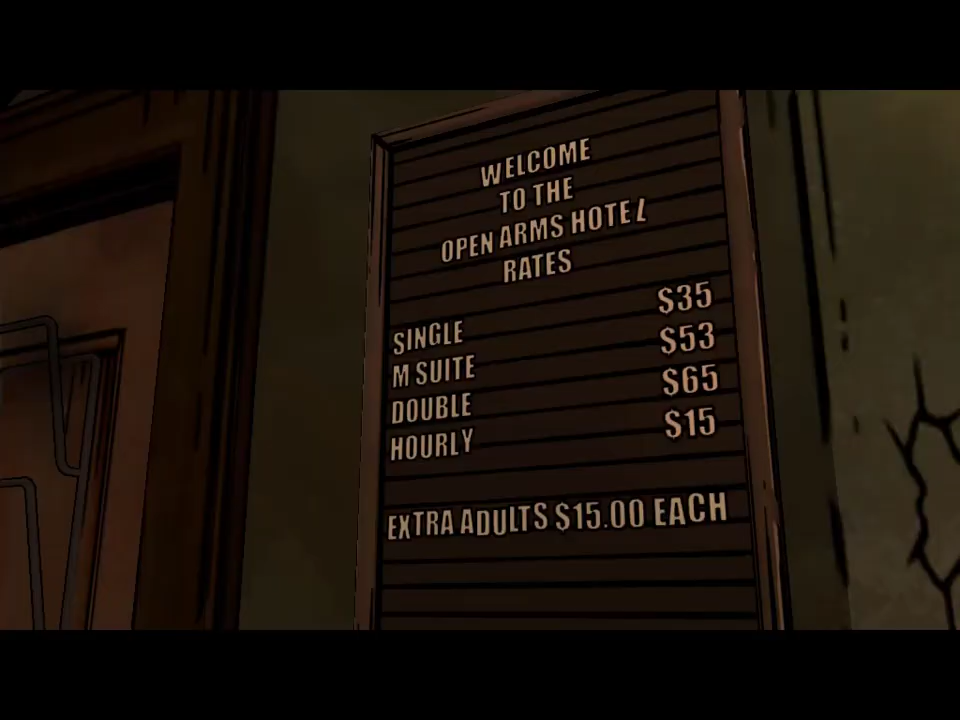 WELCOME
TO THE
OPEN ARMS HOTEL
RATES
SINGLE $35
M SUITE $53
DOUBLE $65
HOURLY $15
EXTRA ADULTS $15.00 EACH